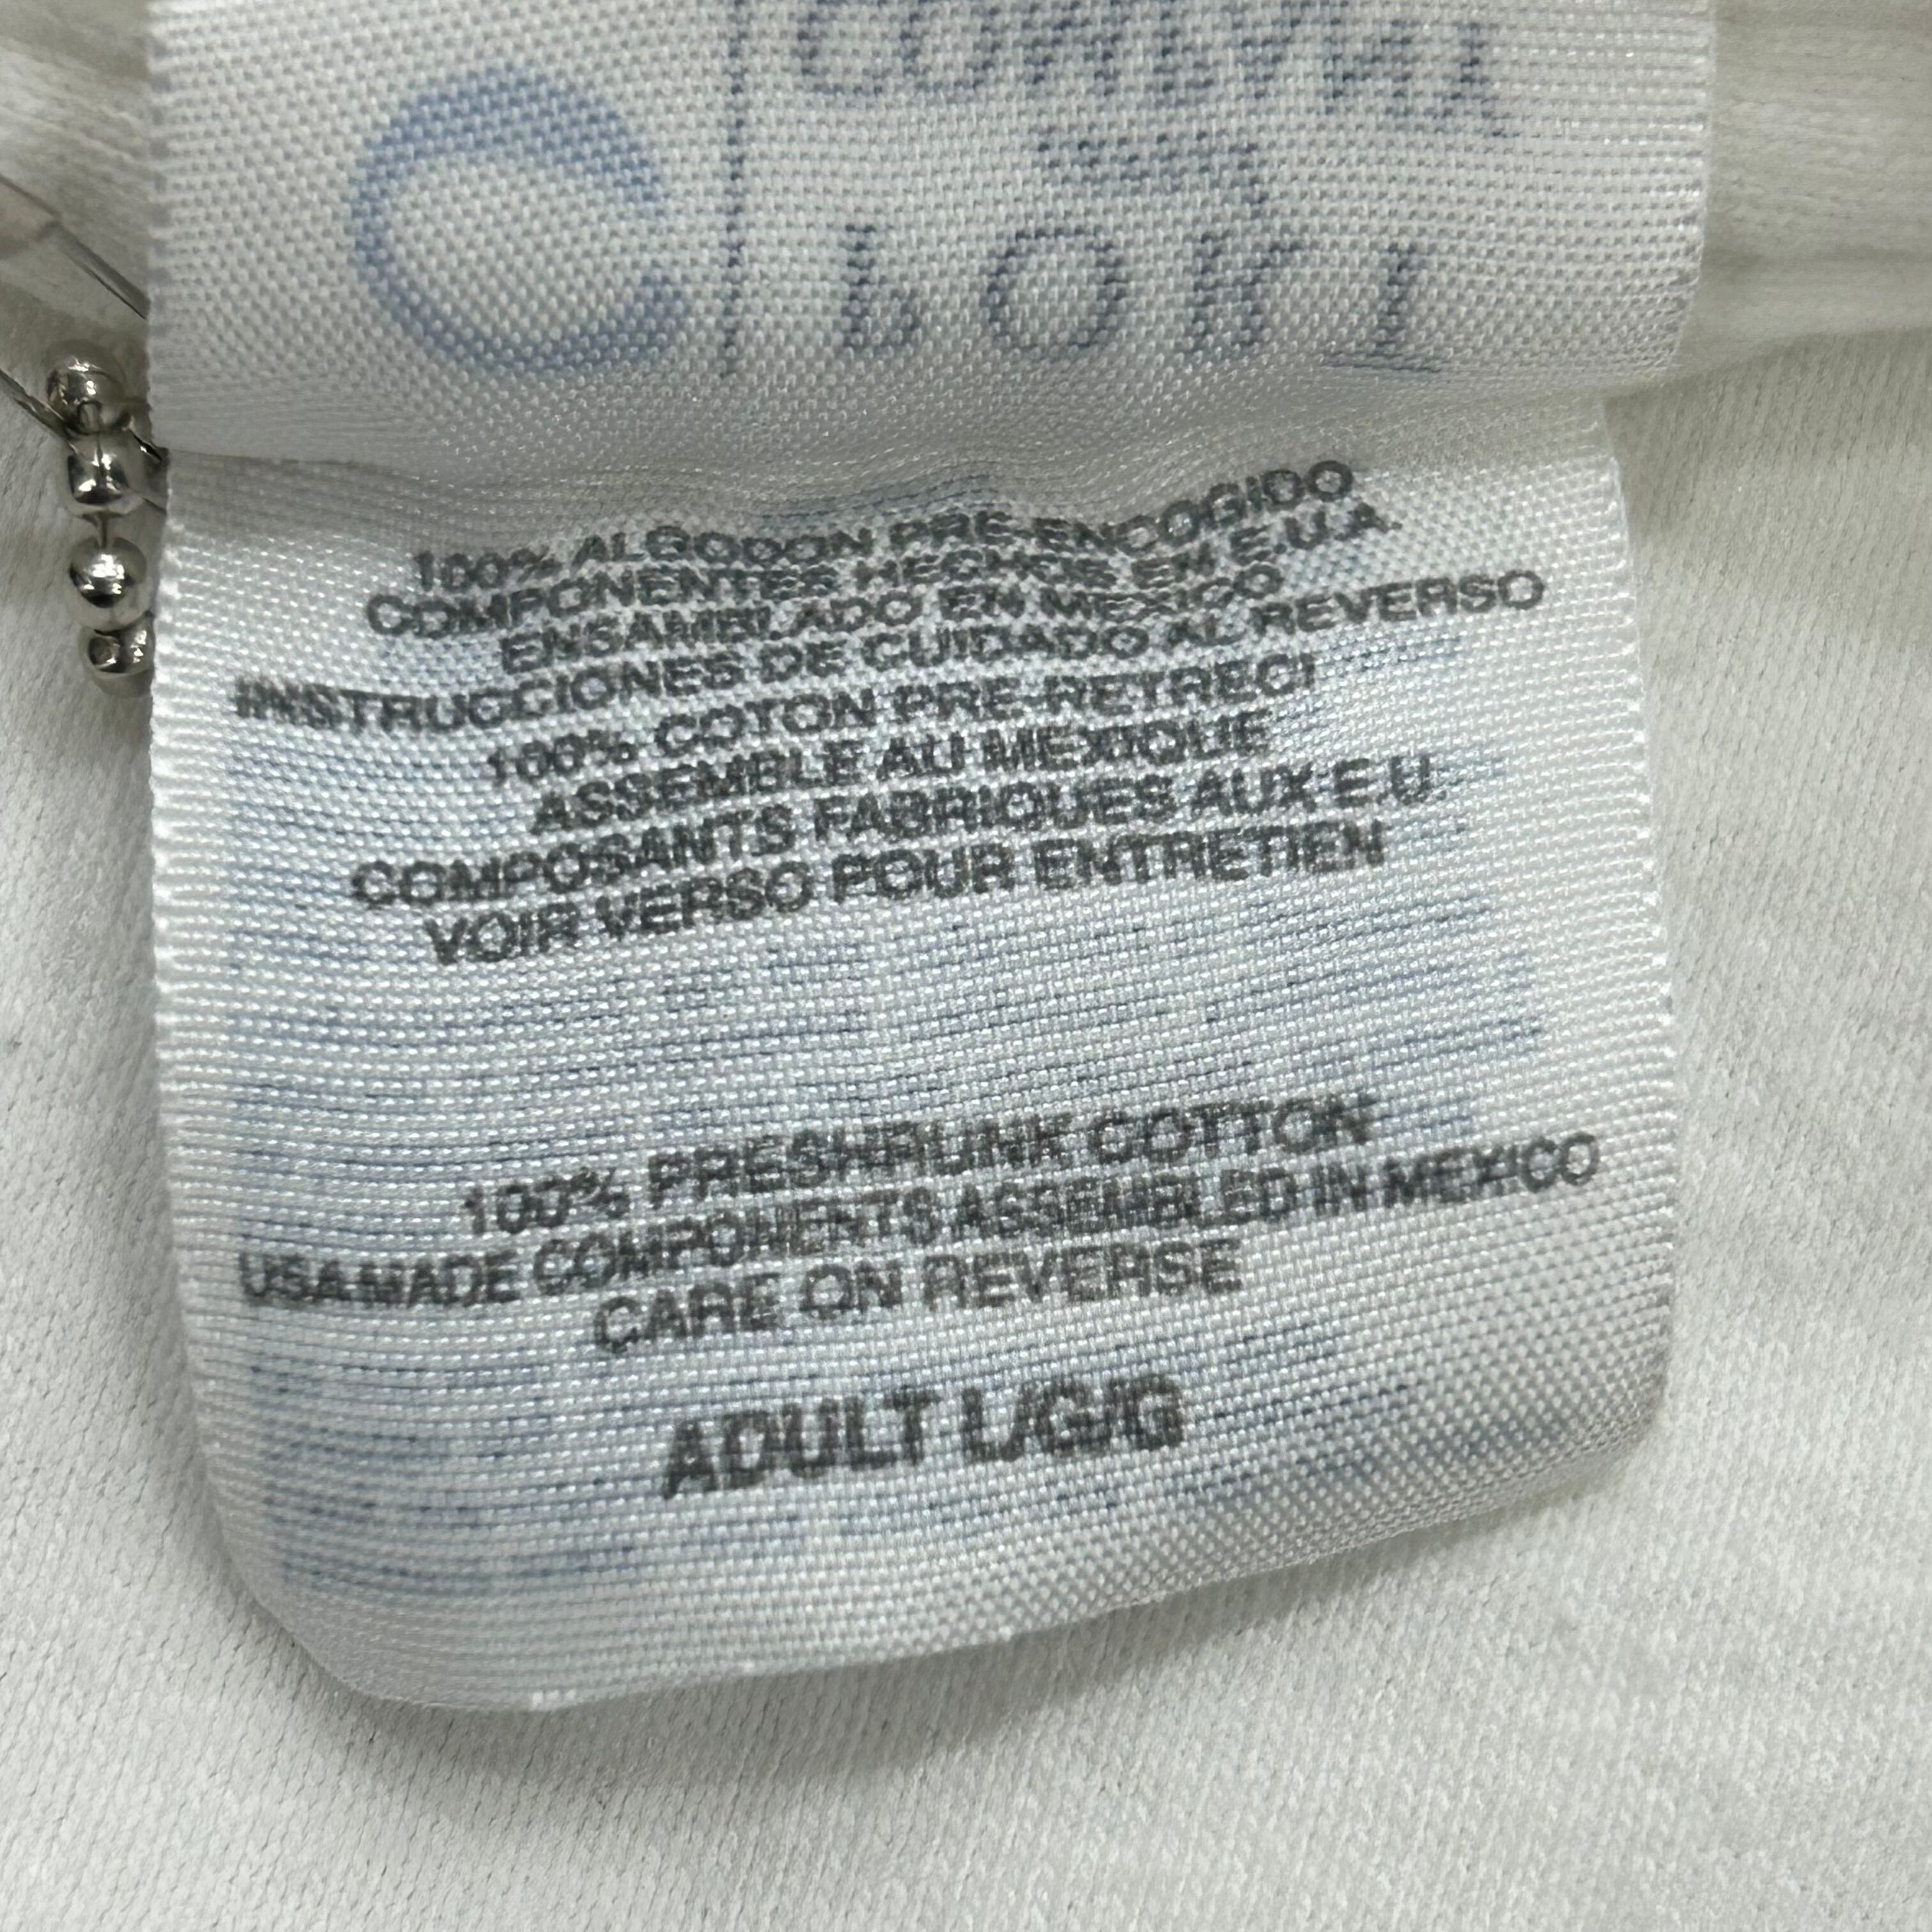 100% ALGODON PRE-ENCOGIDO
COMPONENTES HECHOS EN E.U.A.
ENSAMBLADO EN MEXICO
INSTRUCCIONES DE CUIDADO AL REVERSO
100% COTON PRE-RETRECI
ASSEMBLE AU MEXIQUE
COMPOSANTS FABRIQUES AUX E.U.
VOIR VERSO POUR ENTRETIEN
100% PRESHRUNK COTTON
USA MADE COMPONENTS ASSEMBLED IN MEXICO
CARE ON REVERSE
ADULT L/G/G